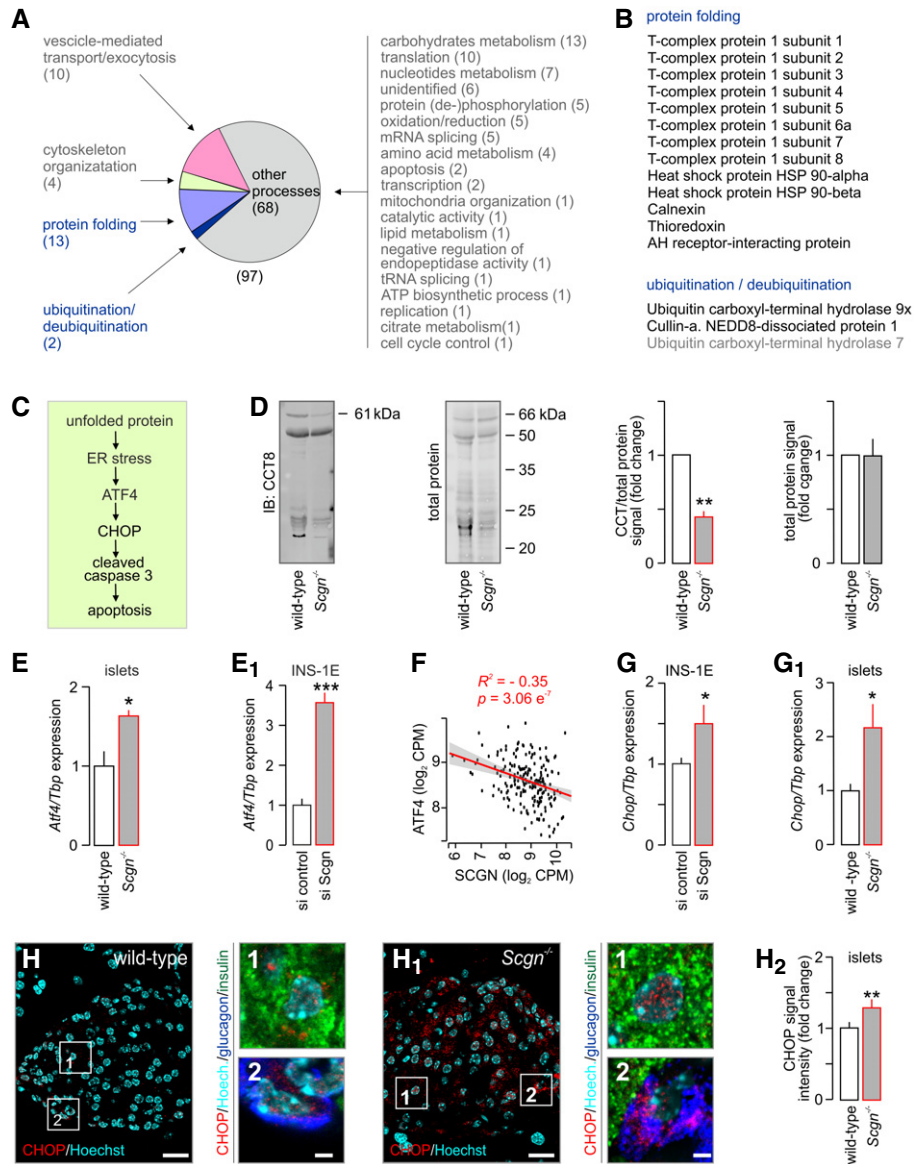 A
vescicle-mediated
transport/exocytosis
(10)
cytoskeleton
organizatation
(4)
protein folding
(13)
ubiquitination/
deubiquitination
(2)
other
processes
(68)
(97)
carbohydrates metabolism (13)
translation (10)
nucleotides metabolism (7)
unidentified (6)
protein (de-)phosphorylation (5)
oxidation/reduction (5)
mRNA splicing (5)
amino acid metabolism (4)
apoptosis (2)
transcription (2)
mitochondria organization (1)
catalytic activity (1)
lipid metabolism (1)
negative regulation of
endopeptidase activity (1)
tRNA splicing (1)
ATP biosynthetic process (1)
replication (1)
citrate metabolism(1)
cell cycle control (1)
B
protein folding
T-complex protein 1 subunit 1
T-complex protein 1 subunit 2
T-complex protein 1 subunit 3
T-complex protein 1 subunit 4
T-complex protein 1 subunit 5
T-complex protein 1 subunit 6a
T-complex protein 1 subunit 7
T-complex protein 1 subunit 8
Heat shock protein HSP 90-alpha
Heat shock protein HSP 90-beta
Calnexin
Thioredoxin
AH receptor-interacting protein
ubiquitination / deubiquitination
Ubiquitin carboxyl-terminal hydrolase 9x
Cullin-a. NEDD8-dissociated protein 1
Ubiquitin carboxyl-terminal hydrolase 7
C
unfolded protein
ER stress
ATF4
CHOP
cleaved
caspase 3
apoptosis
D
IB: CCT8
61 kDa
wild-type
Scgn-/-
total protein
66 kDa
50
35
25
20
wild-type
Scgn-/-
CCT/total protein
signal (fold change)
1
0
**
wild-type
Scgn-/-
total protein signal
(fold cgange)
1
0
wild-type
Scgn-/-
E
islets
Atf4/Tbp expression
2
1
0
*
wild-type
Scgn-/-
E1
INS-1E
Atf4/Tbp expression
4
3
2
1
0
***
si control
si Scgn
F
R2 = - 0.35
p = 3.06 e-7
ATF4 (log2 CPM)
9
8
6
7
8
9
10
SCGN (log2 CPM)
G
INS-1E
Chop/Tbp expression
2
1
0
*
si control
si Scgn
G1
islets
Chop/Tbp expression
3
2
1
0
*
wild -type
Scgn-/-
H
wild-type
1
2
CHOP/Hoechst
CHOP/Hoech./glucagon/insulin
1
2
H1
Scgn-/-
1
2
CHOP/Hoechst
CHOP/Hoech./glucagon/insulin
1
2
H2
islets
CHOP signal
intensity (fold change)
2
1
0
**
wild-type
Scgn-/-